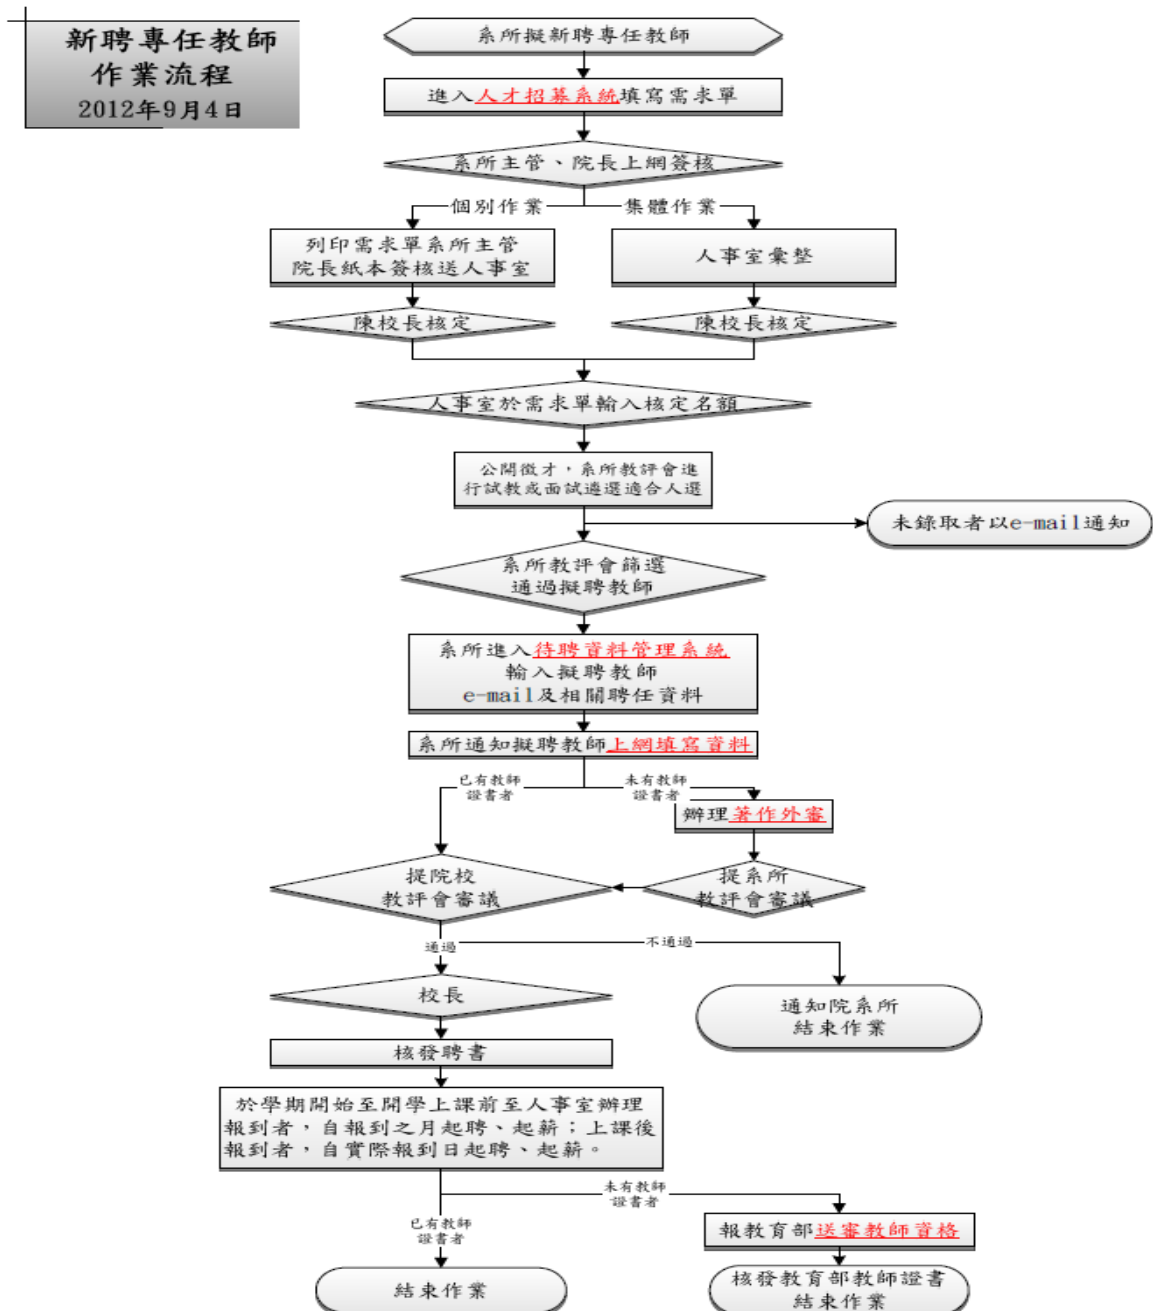 新聘專任教師
作業流程
2012年9月4日
系所擬新聘專任教師
進入人才招募系統填寫需求單
系所主管、院長上網簽核
個別作業
集體作業
列印需求單系所主管
院長紙本簽核送人事室
人事室彙整
陳校長核定
陳校長核定
人事室於需求單輸入核定名額
公開徵才，系所教評會進
行試教或面試遴選適合人選
未錄取者以e-mail通知
系所教評會篩選
通過擬聘教師
系所進入待聘資料管理系統
輸入擬聘教師
e-mail及相關聘任資料
系所通知擬聘教師上網填寫資料
已有教師
證書者
未有教師
證書者
辦理著作外審
提院校
教評會審議
提系所
教評會審議
通過
不通過
校長
通知院系所
結束作業
核發聘書
於學期開始至開學上課前至人事室辦理
報到者，自報到之月起聘、起薪；上課後
報到者，自實際報到日起聘、起薪。
未有教師
證書者
已有教師
證書者
報教育部送審教師資格
結束作業
核發教育部教師證書
結束作業